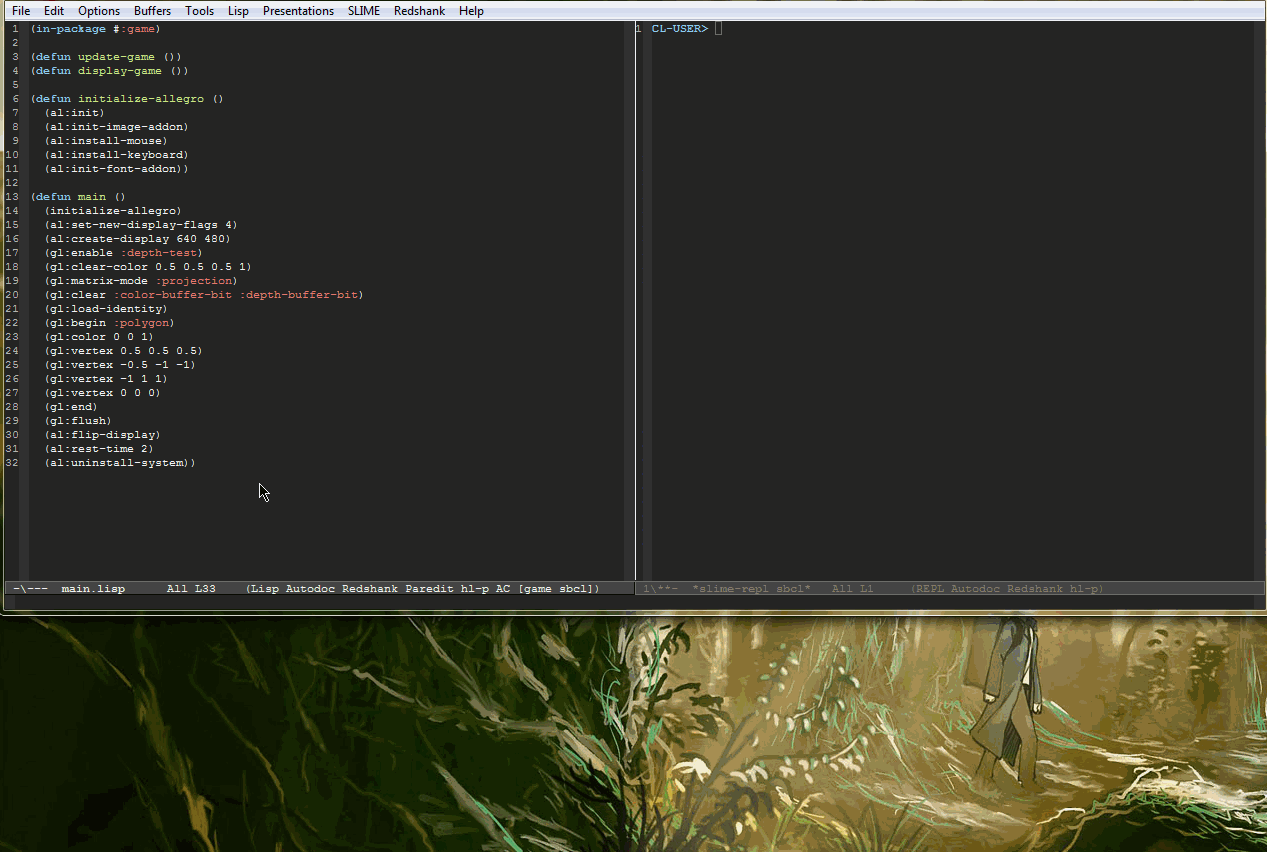 File Edit Options Buffers Tools Lisp Presentations SLIME Redshank Help
1 (in-package #:game)
2
3 (defun update-game ())
4 (defun display-game ())
5
6 (defun initialize-allegro ()
7 (al:init)
8 (al:init-image-addon)
9 (al:install-mouse)
10 (al:install-keyboard)
11 (al:init-font-addon))
12
13 (defun main ()
14 (initialize-allegro)
15 (al:set-new-display-flags 4)
16 (al:create-display 640 480)
17 (gl:enable :depth-test)
18 (gl:clear-color 0.5 0.5 0.5 1)
19 (gl:matrix-mode :projection)
20 (gl:clear :color-buffer-bit :depth-buffer-bit)
21 (gl:load-identity)
22 (gl:begin :polygon)
23 (gl:color 0 0 1)
24 (gl:vertex 0.5 0.5 0.5)
25 (gl:vertex -0.5 -1 -1)
26 (gl:vertex -1 1 1)
27 (gl:vertex 0 0 0)
28 (gl:end)
29 (gl:flush)
30 (al:flip-display)
31 (al:rest-time 2)
32 (al:uninstall-system))
-\--- main.lisp All L33 (Lisp Autodoc Redshank Paredit hl-p AC [game sbcl])
1 CL-USER>
1\**- *slime-repl sbcl* All L1 (REPL Autodoc Redshank hl-p)